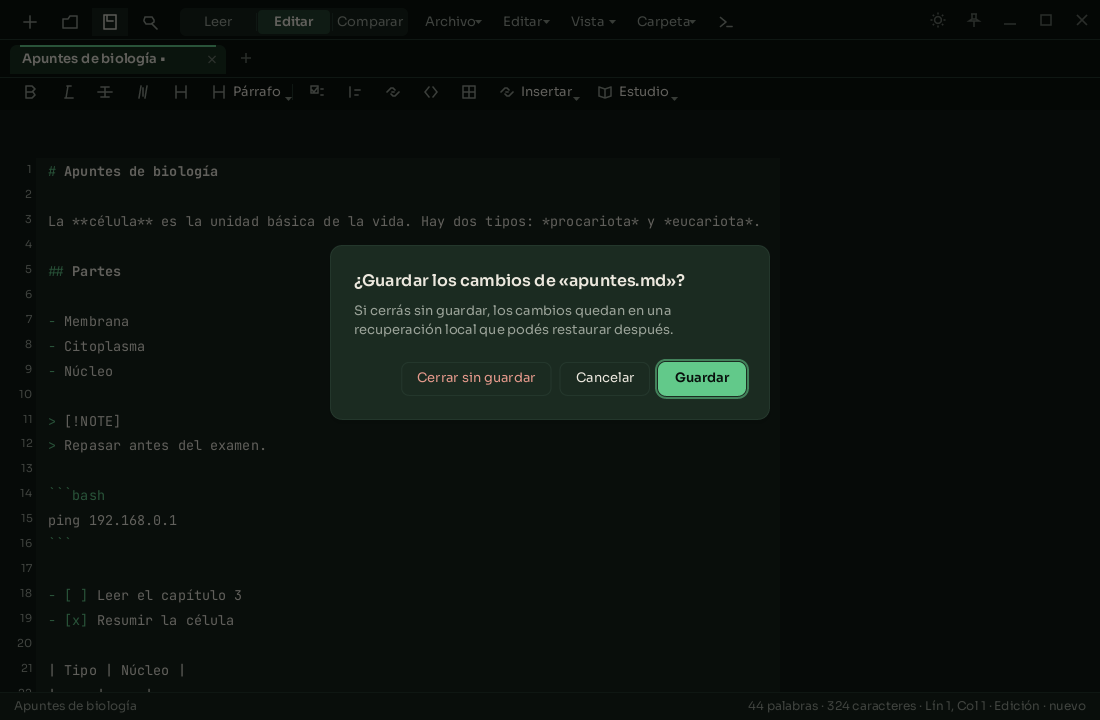 Leer Editar Comparar Archivo Editar Vista Carpeta
Apuntes de biología •
Párrafo Insertar Estudio
1 # Apuntes de biología
2
3 La **célula** es la unidad básica de la vida. Hay dos tipos: *procariota* y *eucariota*.
4
5 ## Partes
6
7 - Membrana
8 - Citoplasma
9 - Núcleo
10
11 > [!NOTE]
12 > Repasar antes del examen.
13
14 ```bash
15 ping 192.168.0.1
16 ```
17
18 - [ ] Leer el capítulo 3
19 - [x] Resumir la célula
20
21 | Tipo | Núcleo |
¿Guardar los cambios de «apuntes.md»?
Si cerrás sin guardar, los cambios quedan en una
recuperación local que podés restaurar después.
Cerrar sin guardar Cancelar Guardar
Apuntes de biología 44 palabras · 324 caracteres · Lín 1, Col 1 · Edición · nuevo